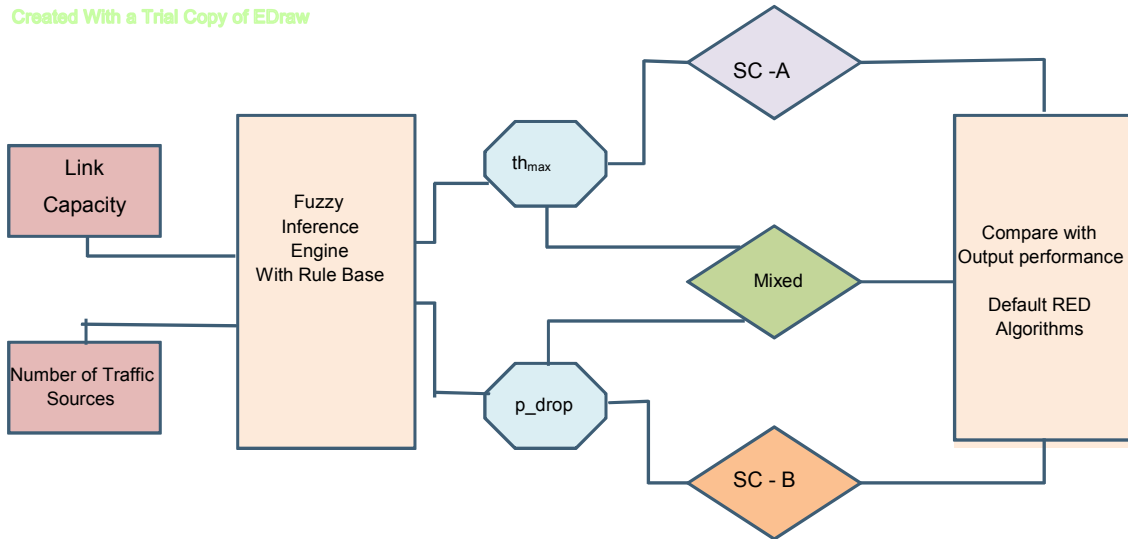 Created With a Trial Copy of EDraw
Link
Capacity
Number of Traffic
Sources
Fuzzy
Inference
Engine
With Rule Base
th_max
p_drop
SC -A
Mixed
SC - B
Compare with
Output performance
Default RED
Algorithms